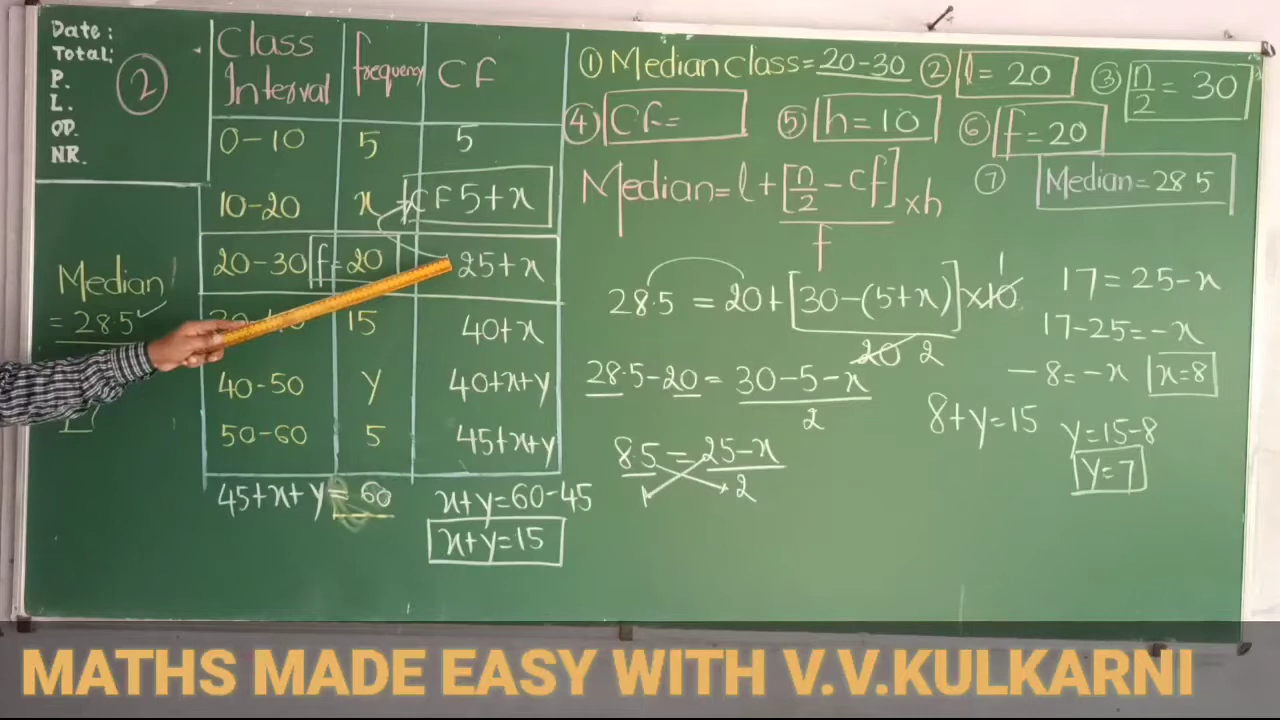 Date:
Total:
P.
L.
OP.
NR.
②
Class Interval frequency CF
0-10 5 5
10-20 x CF 5+x
20-30 f=20 25+x
15 40+x
40-50 y 40+x+y
50-60 5 45+x+y
45+x+y = 60
x+y=60-45
x+y=15
Median
= 28.5
① Median class = 20-30 ② l = 20 ③ n/2 = 30
④ Cf= ⑤ h=10 ⑥ f=20
Median = l + [n/2 - cf] / f × h
⑦ Median = 28.5
28.5 = 20 + [30-(5+x)] / 20 2 × 10 1
28.5-20 = 30-5-x / 2
8.5 = 25-x / 2
17 = 25-x
17-25 = -x
-8 = -x x=8
8+y=15
y=15-8
y=7
MATHS MADE EASY WITH V.V.KULKARNI